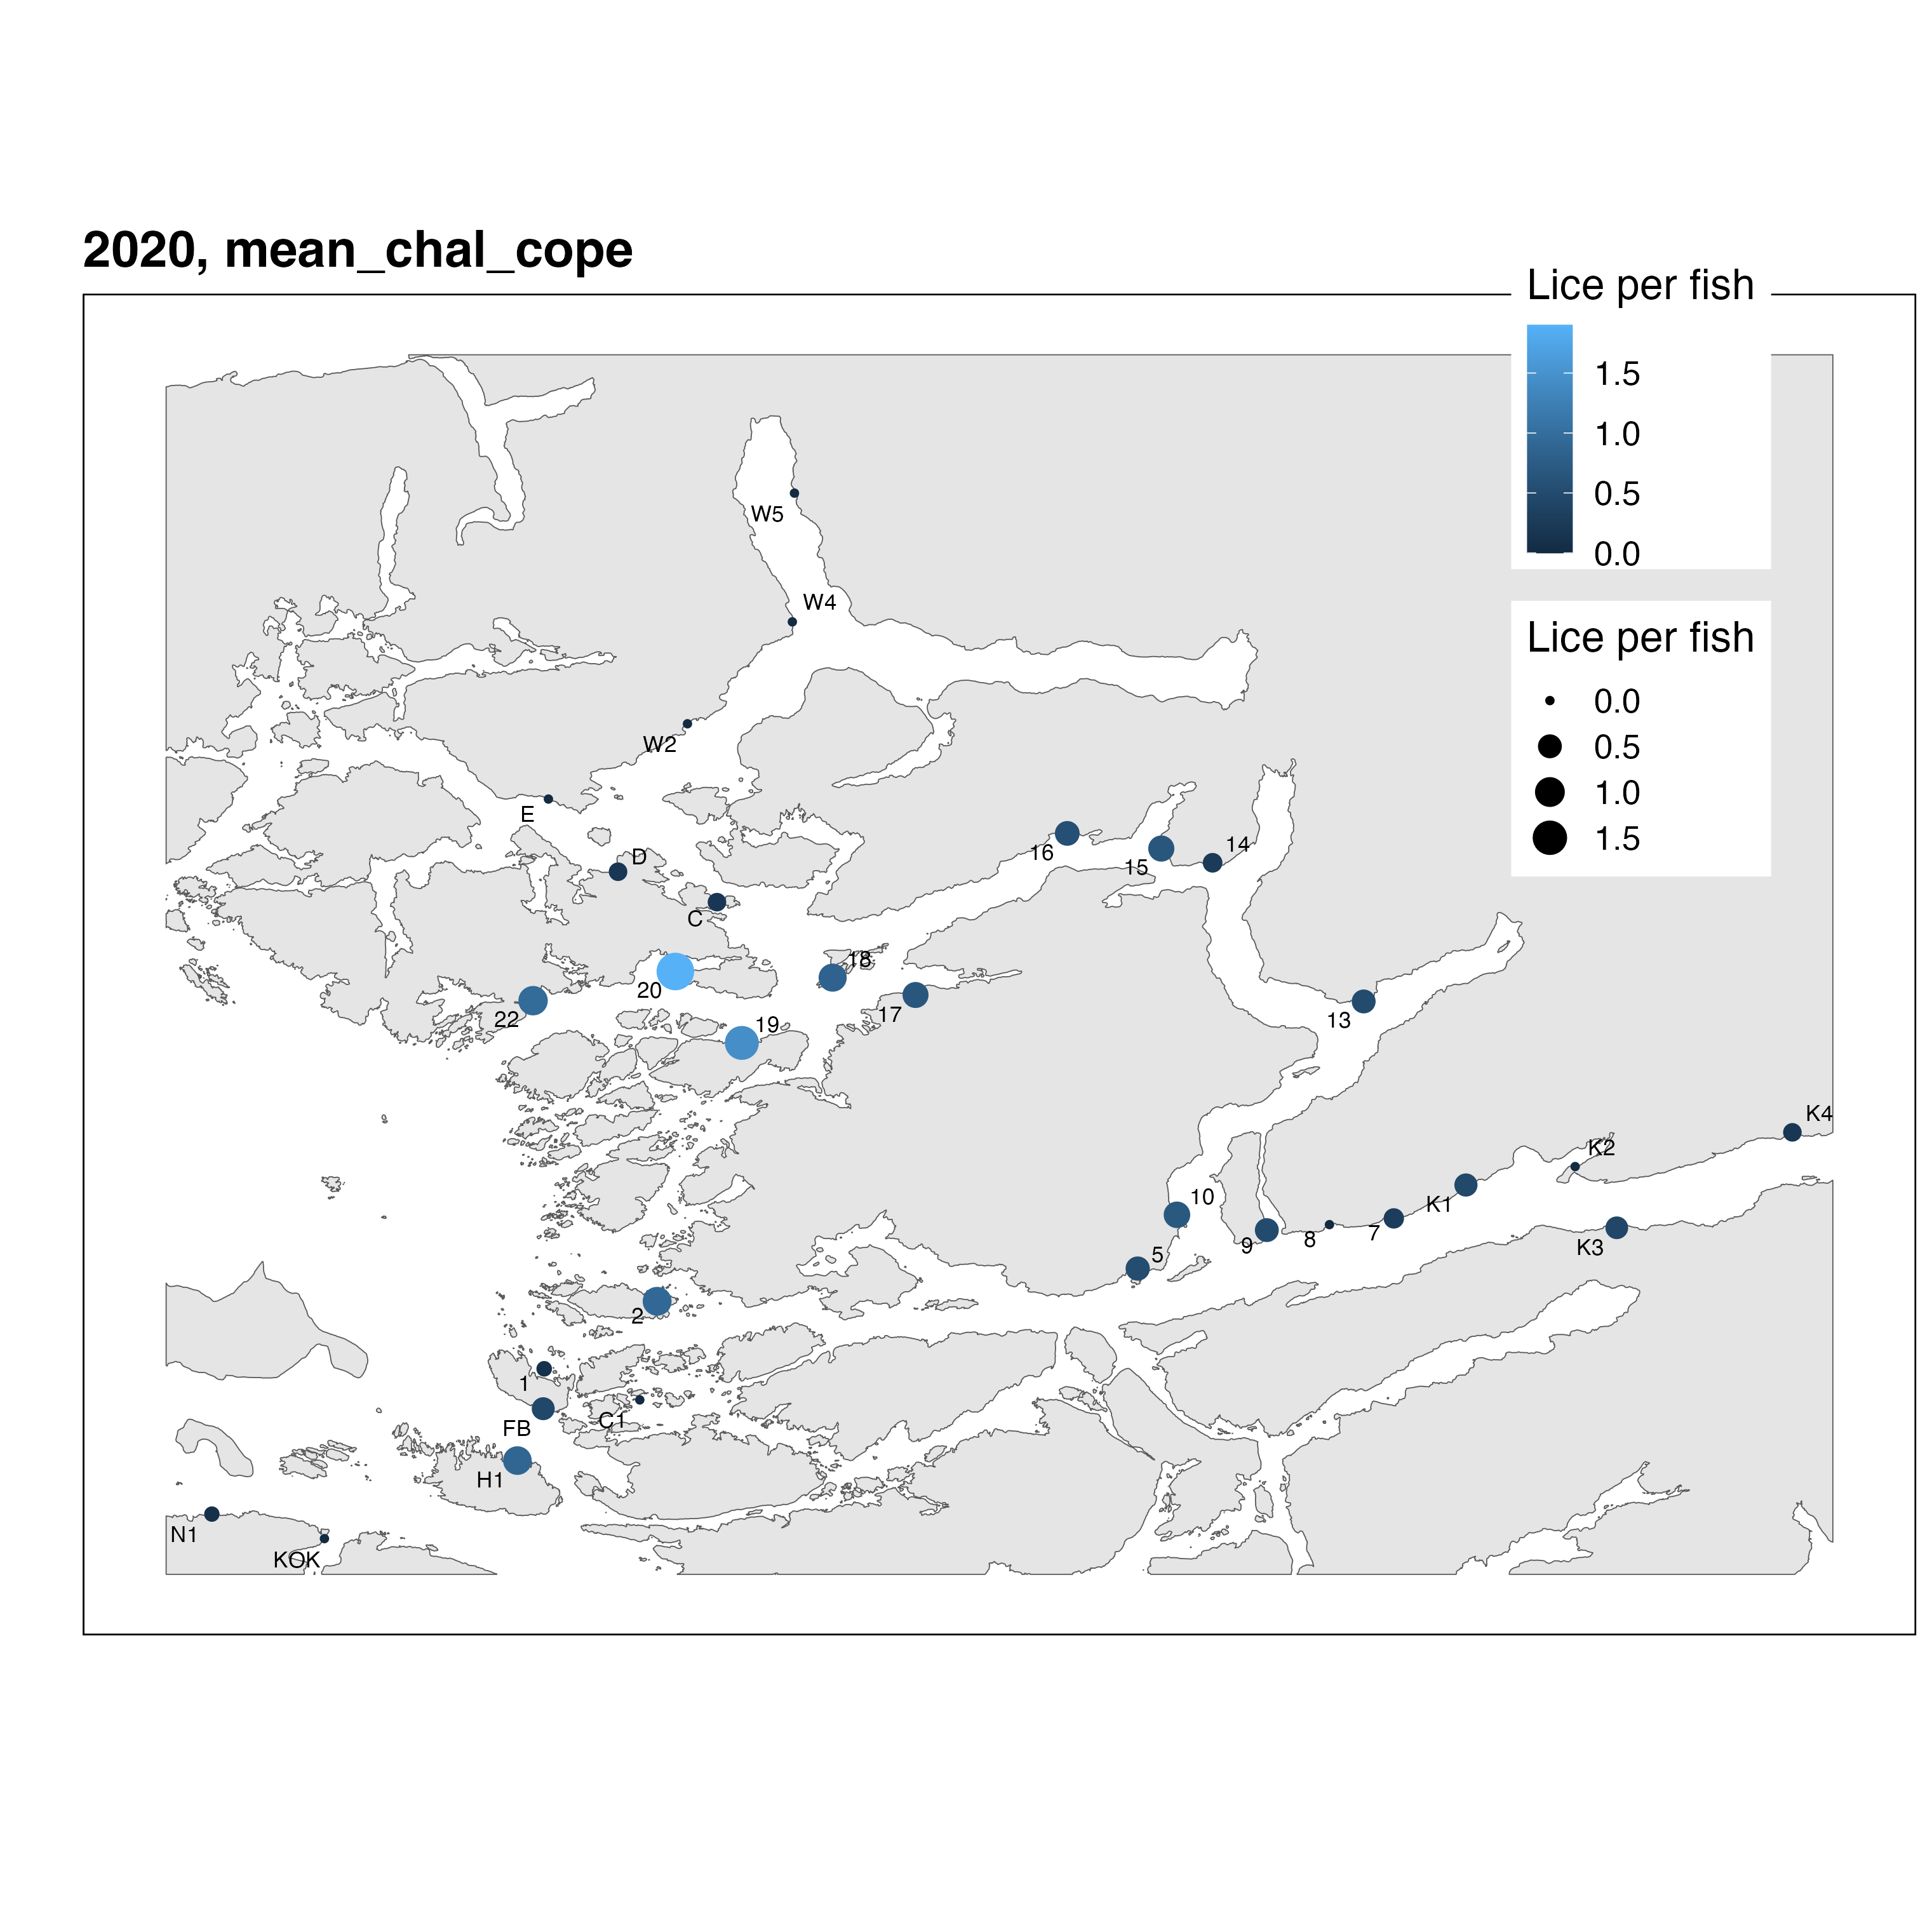 2020, mean_chal_cope
Lice per fish
1.5
1.0
0.5
0.0
Lice per fish
0.0
0.5
1.0
1.5
W5
W4
W2
E
D
C
16
15
14
18
20
17
22
19
13
K4
K2
10
K1
7
8
9
K3
5
2
1
C1
FB
H1
N1
KOK